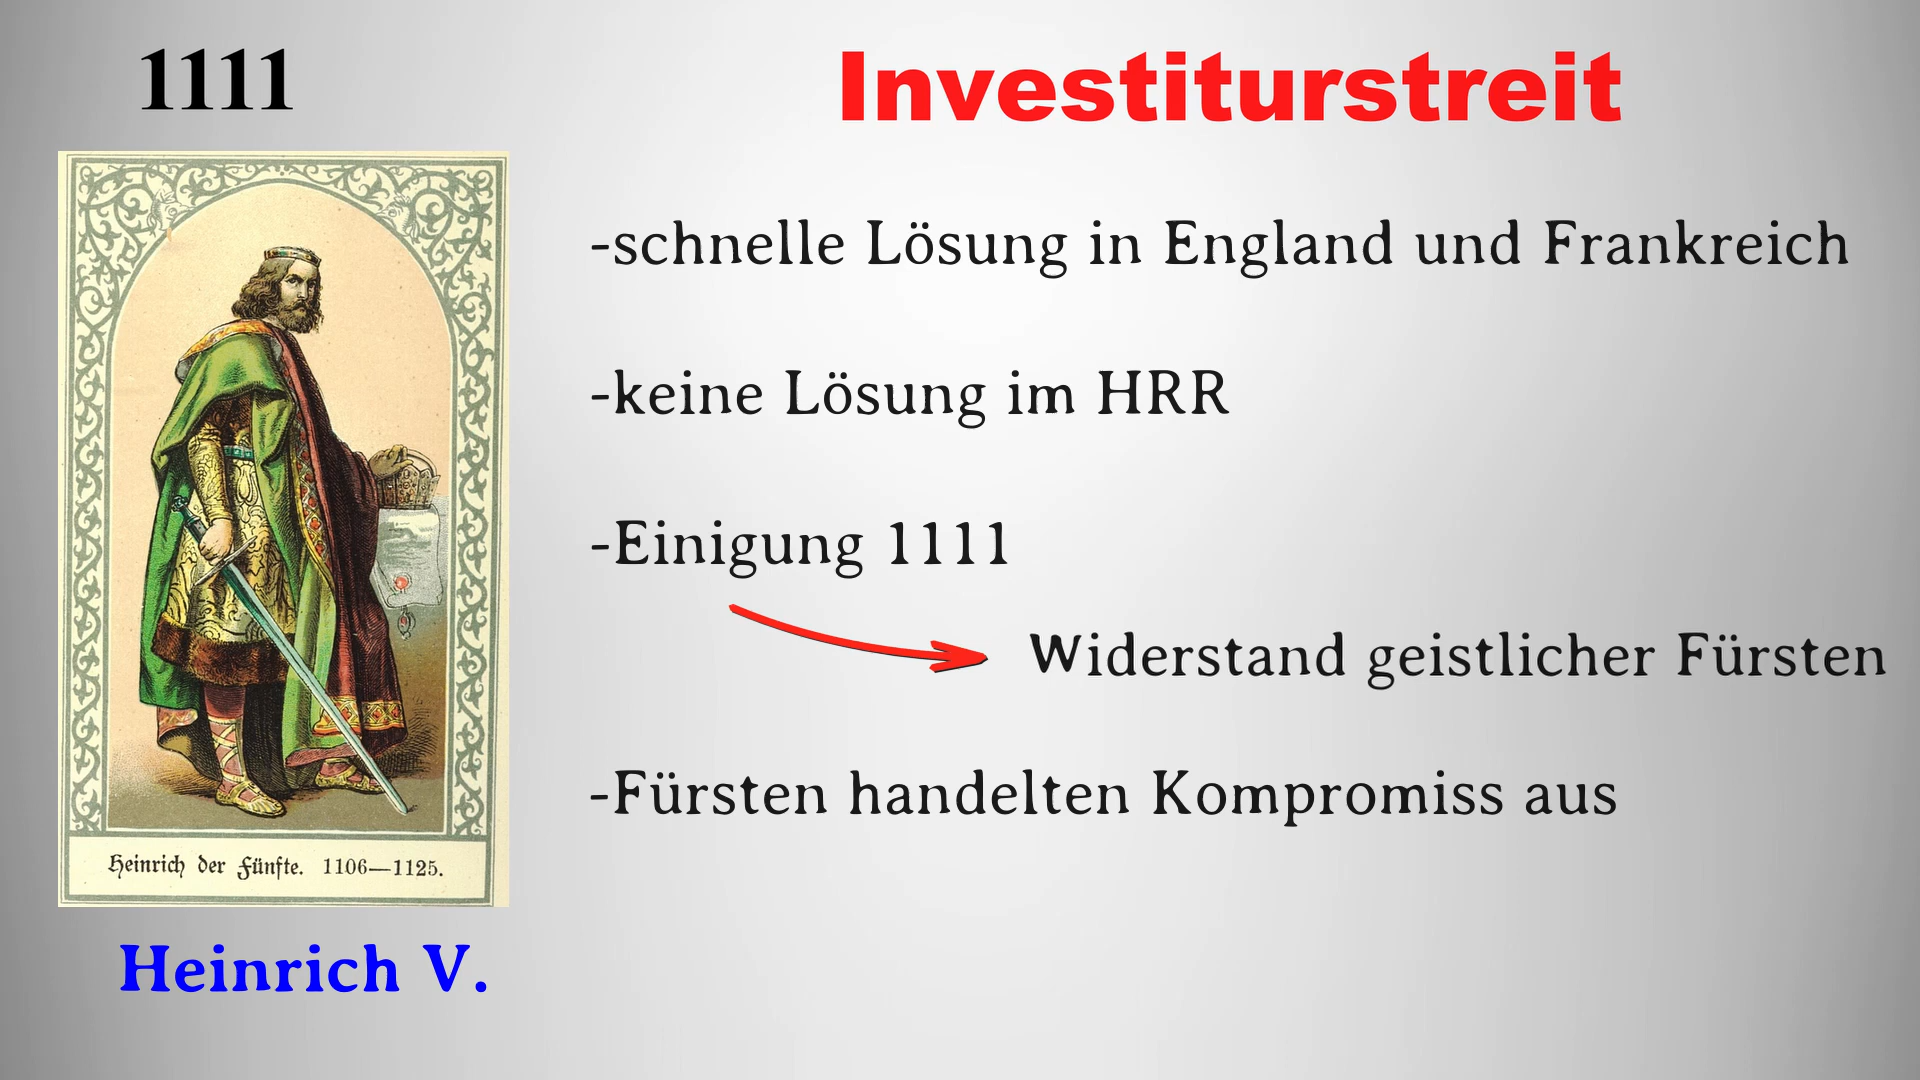 1111
Investiturstreit
-schnelle Lösung in England und Frankreich
-keine Lösung im HRR
-Einigung 1111
Widerstand geistlicher Fürsten
-Fürsten handelten Kompromiss aus
Heinrich der Fünfte. 1106—1125.
Heinrich V.